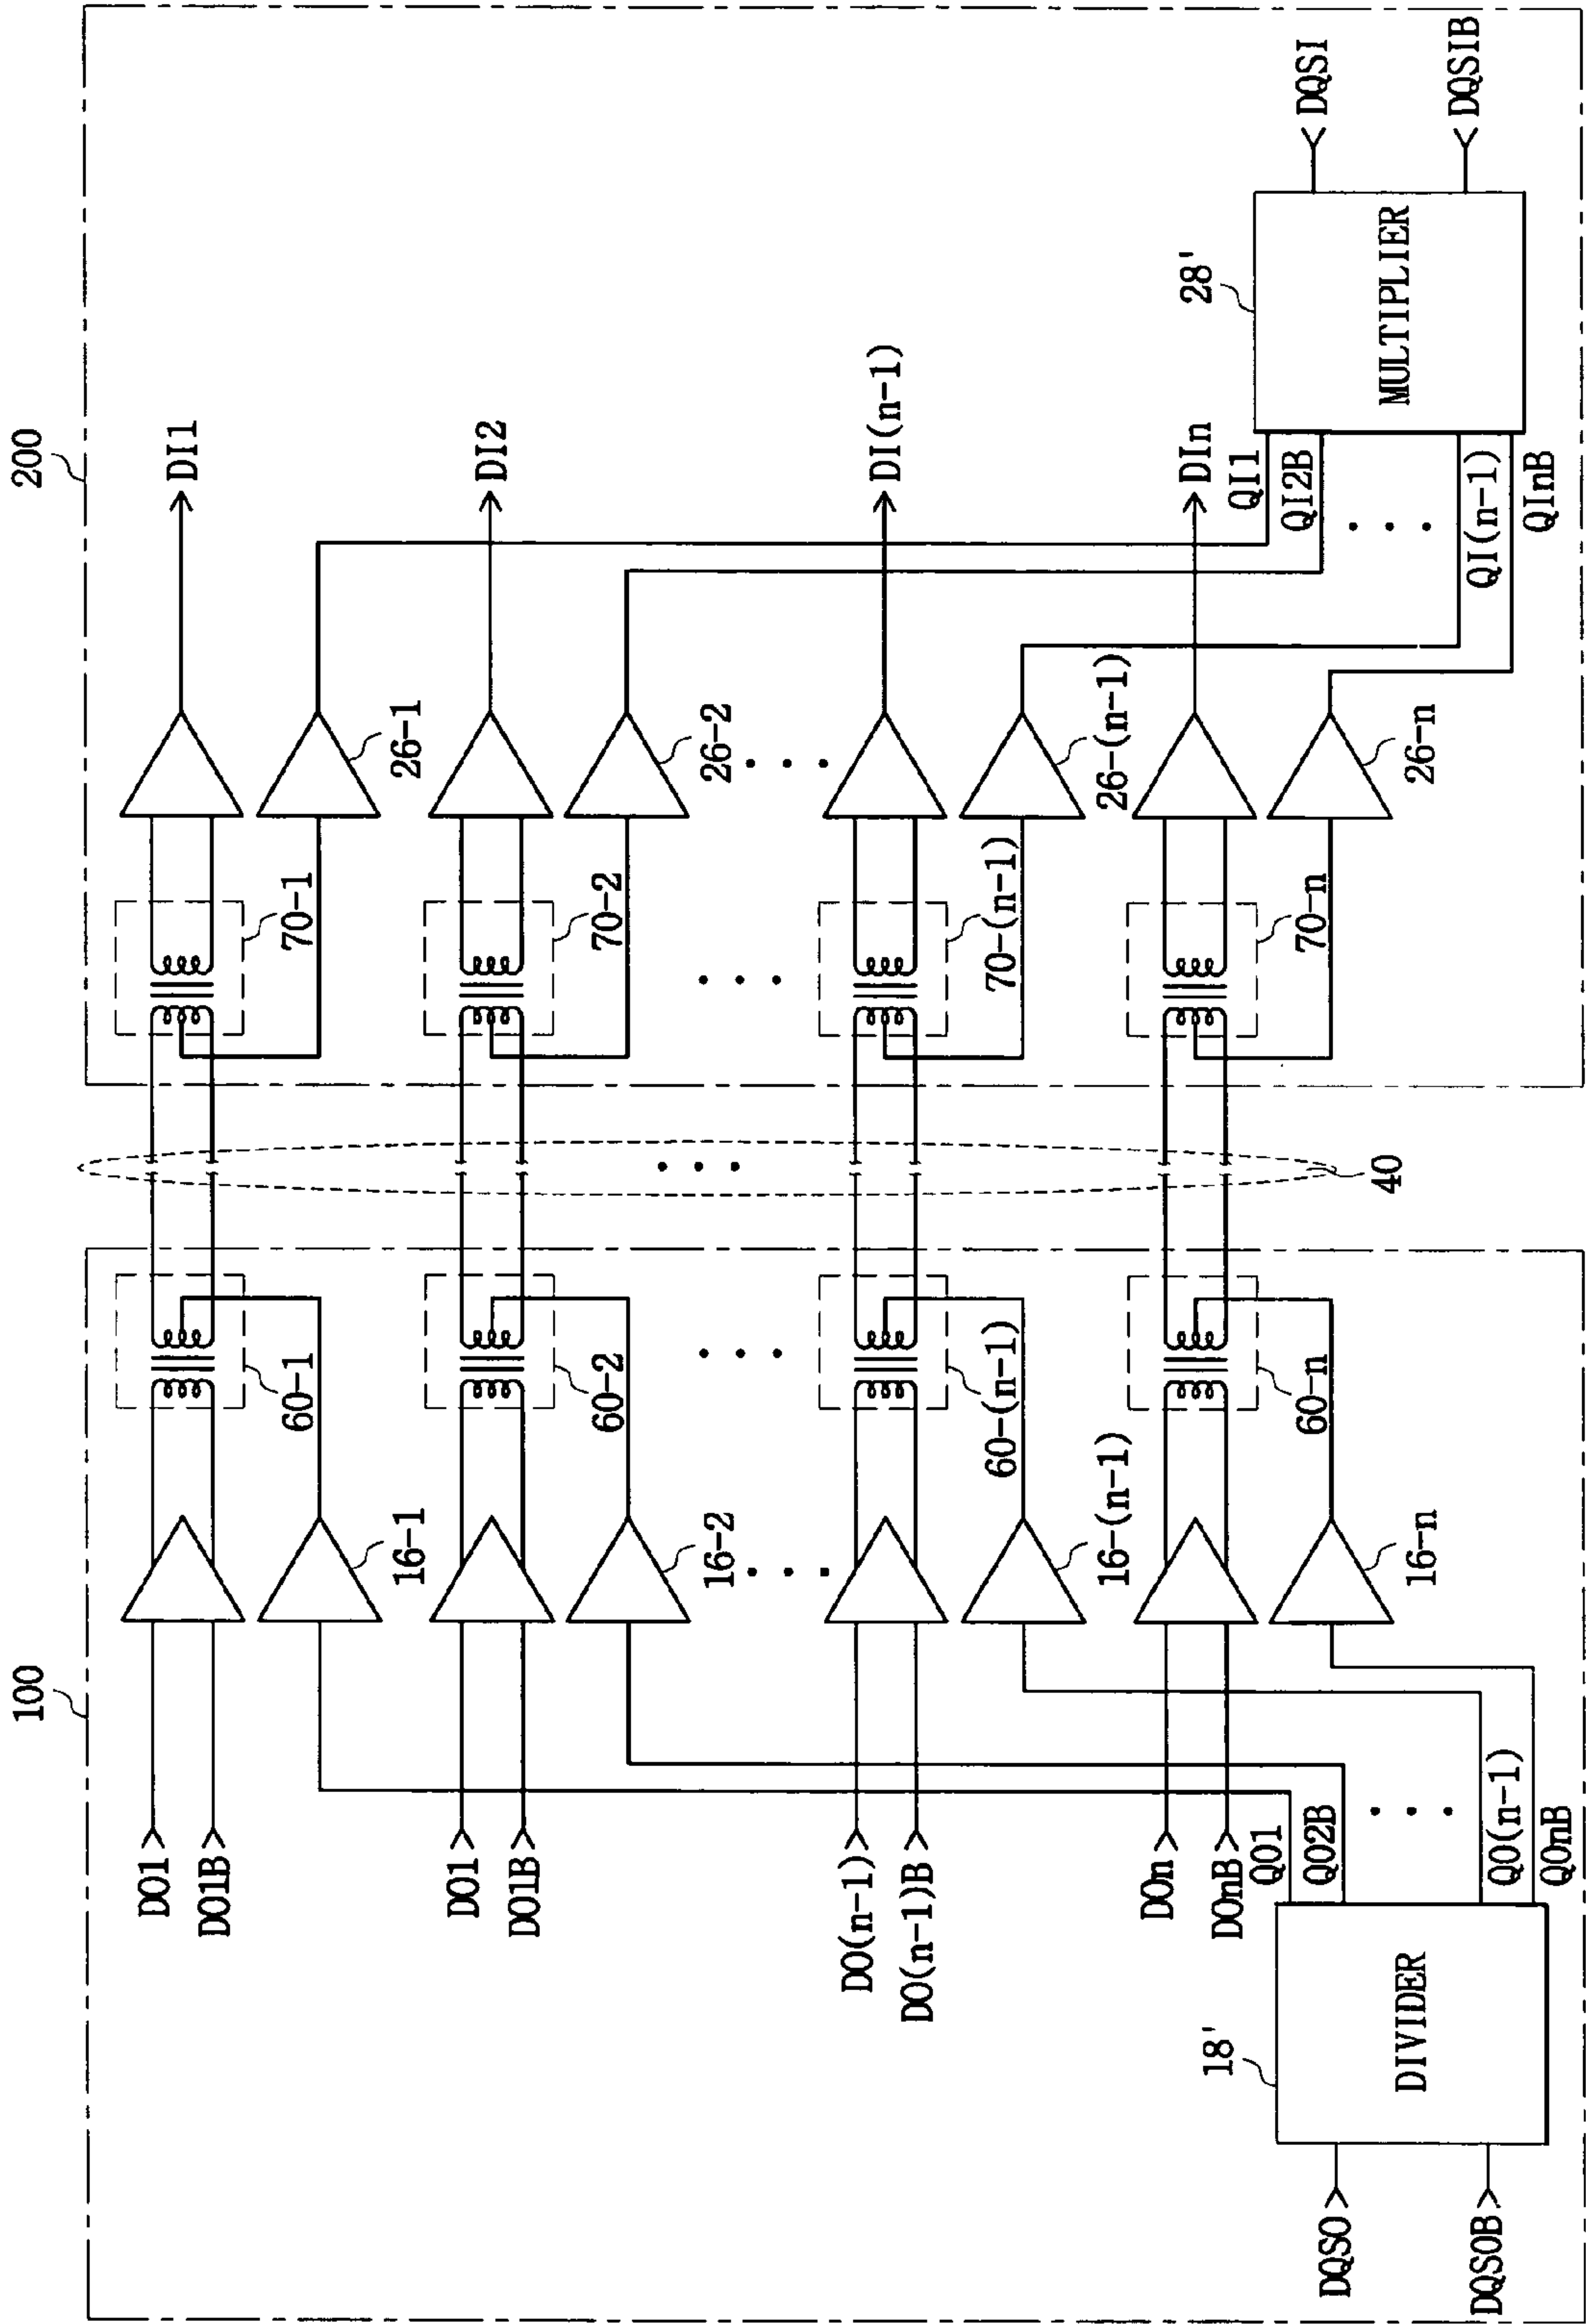 100
200
DO1
DO1B
16-1
60-1
70-1
26-1
DI1
DO1
DO1B
16-2
60-2
70-2
26-2
DI2
DO(n-1)
DO(n-1)B
16-(n-1)
60-(n-1)
70-(n-1)
26-(n-1)
DI(n-1)
DOn
DOnB
16-n
60-n
70-n
26-n
DIn
40
QO1
QO2B
QO(n-1)
QOnB
18'
DIVIDER
DQSO
DQSOB
QI1
QI2B
QI(n-1)
QInB
28'
MULTIPLIER
DQSI
DQSIB